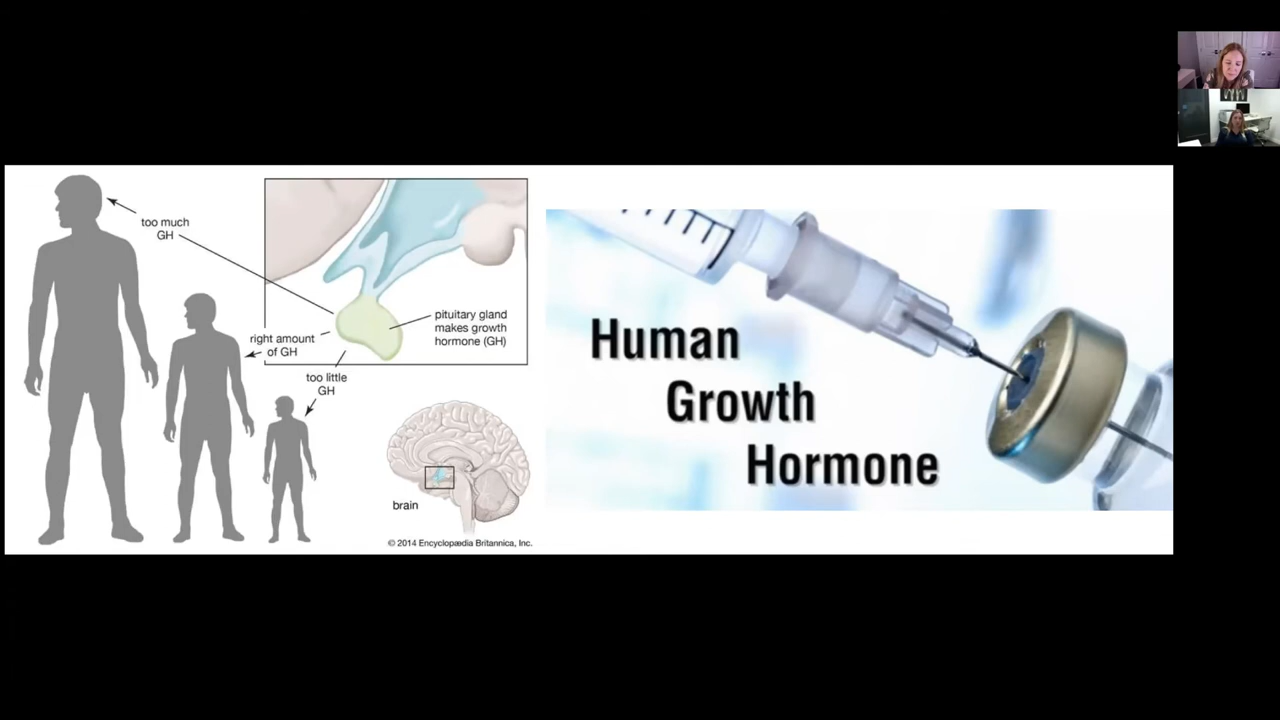 too much
GH
right amount
of GH
too little
GH
pituitary gland
makes growth
hormone (GH)
brain
© 2014 Encyclopædia Britannica, Inc.
Human
Growth
Hormone